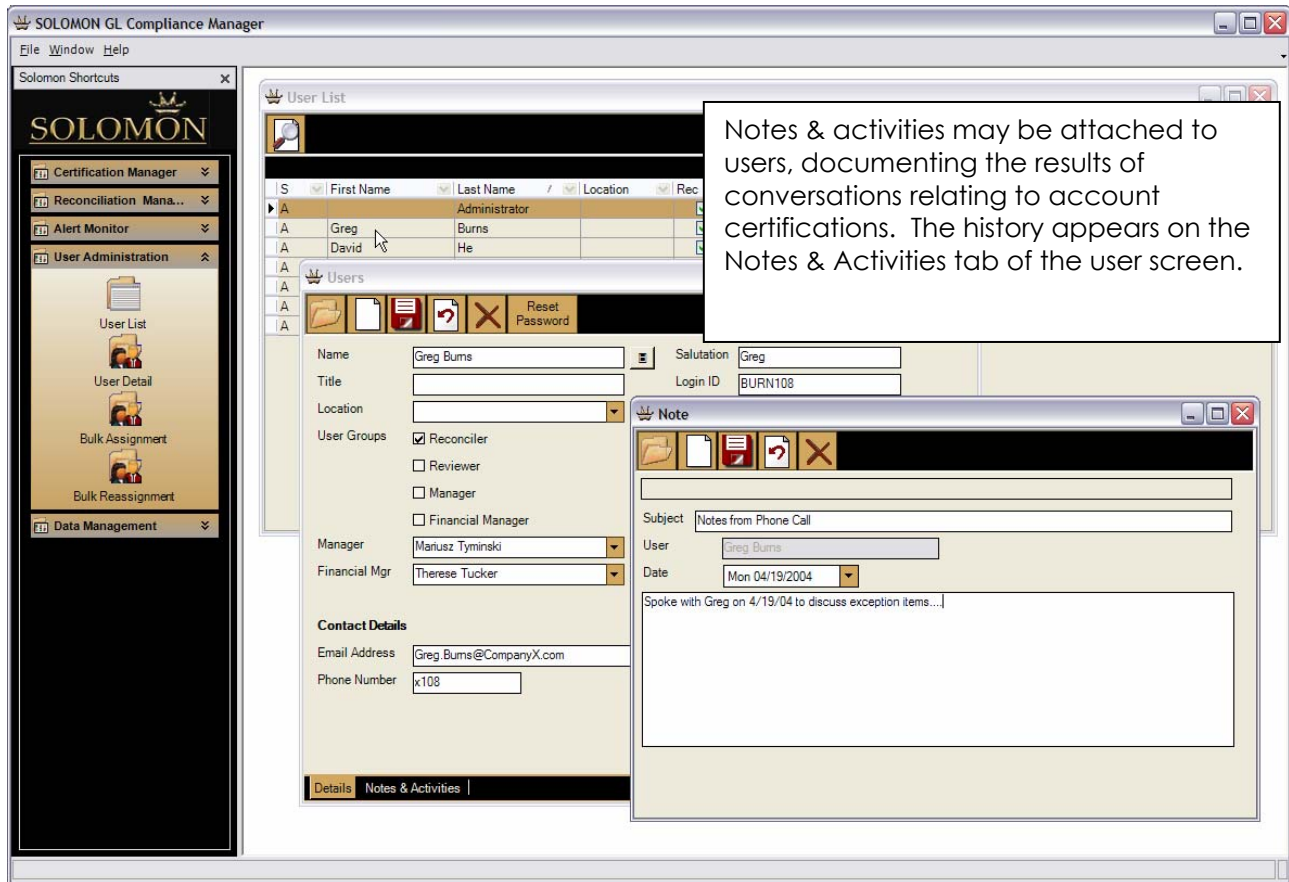 SOLOMON GL Compliance Manager
File Window Help
Solomon Shortcuts
SOLOMON
Certification Manager
Reconciliation Mana...
Alert Monitor
User Administration
User List
User Detail
Bulk Assignment
Bulk Reassignment
Data Management
User List
S First Name Last Name / Location Rec
A Administrator
A Greg Burns
A David He
A
A
A
A
Notes & activities may be attached to
users, documenting the results of
conversations relating to account
certifications. The history appears on the
Notes & Activities tab of the user screen.
Users
Reset
Password
Name Greg Burns Salutation Greg
Title Login ID BURN108
Location
User Groups Reconciler
Reviewer
Manager
Financial Manager
Manager Mariusz Tyminski
Financial Mgr Therese Tucker
Contact Details
Email Address Greg.Burns@CompanyX.com
Phone Number x108
Details Notes & Activities
Note
Subject Notes from Phone Call
User Greg Burns
Date Mon 04/19/2004
Spoke with Greg on 4/19/04 to discuss exception items....